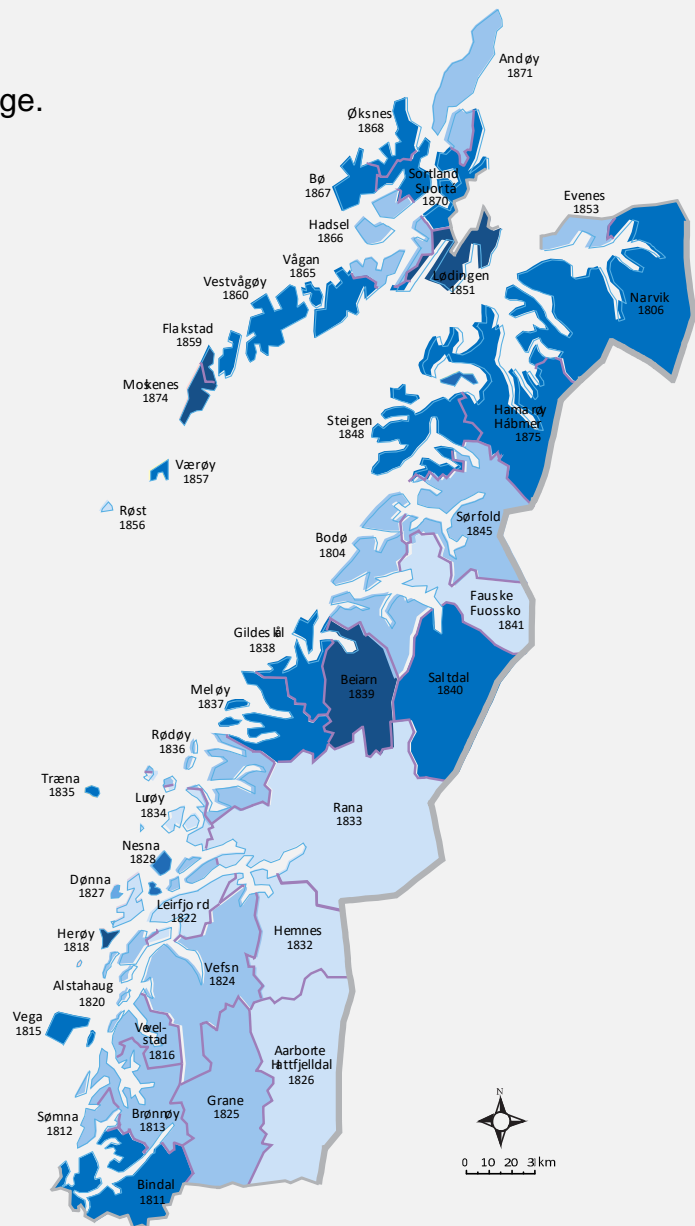 ge.
Andøy
1871
Øksnes
1868
Sortland
Suortá
1870
Bø
1867
Evenes
1853
Hadsel
1866
Vågan
1865
Lødingen
1851
Vestvågøy
1860
Narvik
1806
Flakstad
1859
Moskenes
1874
Hamarøy
Hábmer
1875
Steigen
1848
Værøy
1857
Røst
1856
Sørfold
1845
Bodø
1804
Fauske
Fuossko
1841
Gildeskål
1838
Beiarn
1839
Saltdal
1840
Meløy
1837
Rødøy
1836
Træna
1835
Lurøy
1834
Rana
1833
Nesna
1828
Dønna
1827
Leirfjord
1822
Herøy
1818
Hemnes
1832
Vefsn
1824
Alstahaug
1820
Vega
1815
Vevel-
stad
1816
Aarborte
Hattfjelldal
1826
Grane
1825
Sømna
1812
Brønnøy
1813
Bindal
1811
N
0 10 20 30 km